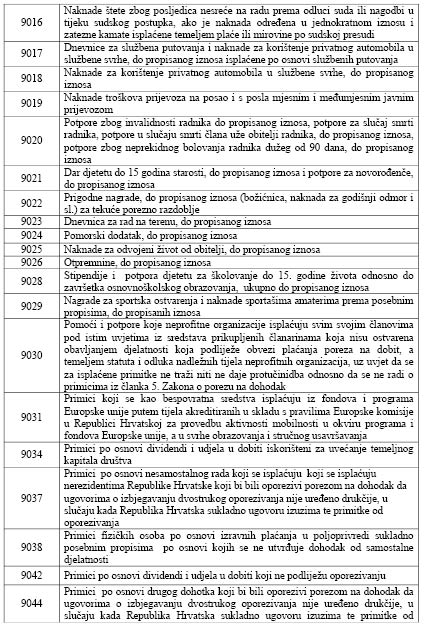 9016 Naknade štete zbog posljedica nesreće na radu prema odluci suda ili nagodbi u
tijeku sudskog postupka, ako je naknada određena u jednokratnom iznosu i
zatezne kamate isplaćene temeljem plaće ili mirovine po sudskoj presudi
9017 Dnevnice za službena putovanja i naknade za korištenje privatnog automobila u
službene svrhe, do propisanog iznosa isplaćene po osnovi službenih putovanja
9018 Naknade za korištenje privatnog automobila u službene svrhe, do propisanog
iznosa
9019 Naknade troškova prijevoza na posao i s posla mjesnim i međumjesnim javnim
prijevozom
9020 Potpore zbog invalidnosti radnika do propisanog iznosa, potpore za slučaj smrti
radnika, potpore u slučaju smrti člana uže obitelji radnika, do propisanog iznosa,
potpore zbog neprekidnog bolovanja radnika dužeg od 90 dana, do propisanog
iznosa
9021 Dar djetetu do 15 godina starosti, do propisanog iznosa i potpore za novorođenče,
do propisanog iznosa
9022 Prigodne nagrade, do propisanog iznosa (božićnica, naknada za godišnji odmor i
sl.) za tekuće porezno razdoblje
9023 Dnevnica za rad na terenu, do propisanog iznosa
9024 Pomorski dodatak, do propisanog iznosa
9025 Naknade za odvojeni život od obitelji, do propisanog iznosa
9026 Otpremnine, do propisanog iznosa
9028 Stipendije i potpora djetetu za školovanje do 15. godine života odnosno do
završetka osnovnoškolskog obrazovanja, ukupno do propisanog iznosa
9029 Nagrade za sportska ostvarenja i naknade sportašima amaterima prema posebnim
propisima, do propisanih iznosa
9030 Pomoći i potpore koje neprofitne organizacije isplaćuju svim svojim članovima
pod istim uvjetima iz sredstava prikupljenih članarinama koja nisu ostvarena
obavljanjem djelatnosti koja podliježe obvezi plaćanja poreza na dobit, a
temeljem statuta i odluka nadležnih tijela neprofitnih organizacija, uz uvjet da se
za isplaćene primitke ne traži niti ne daje protučinidba odnosno da se ne radi o
primicima iz članka 5. Zakona o porezu na dohodak
9031 Primici koji se kao bespovratna sredstva isplaćuju iz fondova i programa
Europske unije putem tijela akreditiranih u skladu s pravilima Europske komisije
u Republici Hrvatskoj za provedbu aktivnosti mobilnosti u okviru programa i
fondova Europske unije, a u svrhe obrazovanja i stručnog usavršavanja
9034 Primici po osnovi dividendi i udjela u dobiti iskorišteni za uvećanje temeljnog
kapitala društva
9037 Primici po osnovi nesamostalnog rada koji se isplaćuju koji se isplaćuju
nerezidentima Republike Hrvatske koji bi bili oporezivi porezom na dohodak da
ugovorima o izbjegavanju dvostrukog oporezivanja nije uređeno drukčije, u
slučaju kada Republika Hrvatska sukladno ugovoru izuzima te primitke od
oporezivanja
9038 Primici fizičkih osoba po osnovi izravnih plaćanja u poljoprivredi sukladno
posebnim propisima po osnovi kojih se ne utvrđuje dohodak od samostalne
djelatnosti
9042 Primici po osnovi dividendi i udjela u dobiti koji ne podliježu oporezivanju
9044 Primici po osnovi drugog dohotka koji bi bili oporezivi porezom na dohodak da
ugovorima o izbjegavanju dvostrukog oporezivanja nije uređeno drukčije, u
slučaju kada Republika Hrvatska sukladno ugovoru izuzima te primitke od